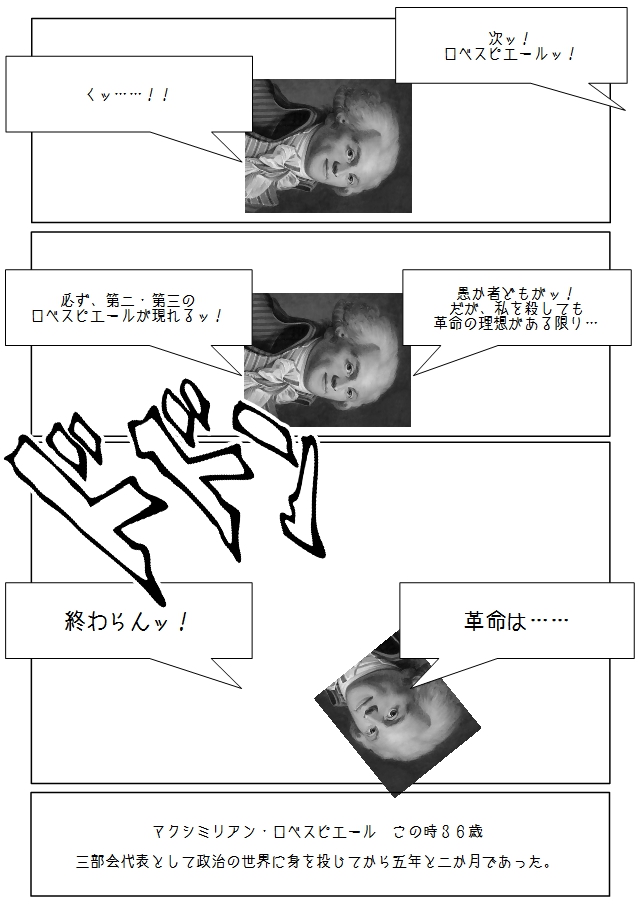 次ッ！
ロベスピエールッ！
くッ……！！
愚か者どもがッ！
だが、私を殺しても
革命の理想がある限り…
必ず、第二・第三の
ロベスピエールが現れるッ！
ドドンッ
革命は……
終わらんッ！
マクシミリアン・ロベスピエール　この時３６歳
三部会代表として政治の世界に身を投じてから五年と二か月であった。